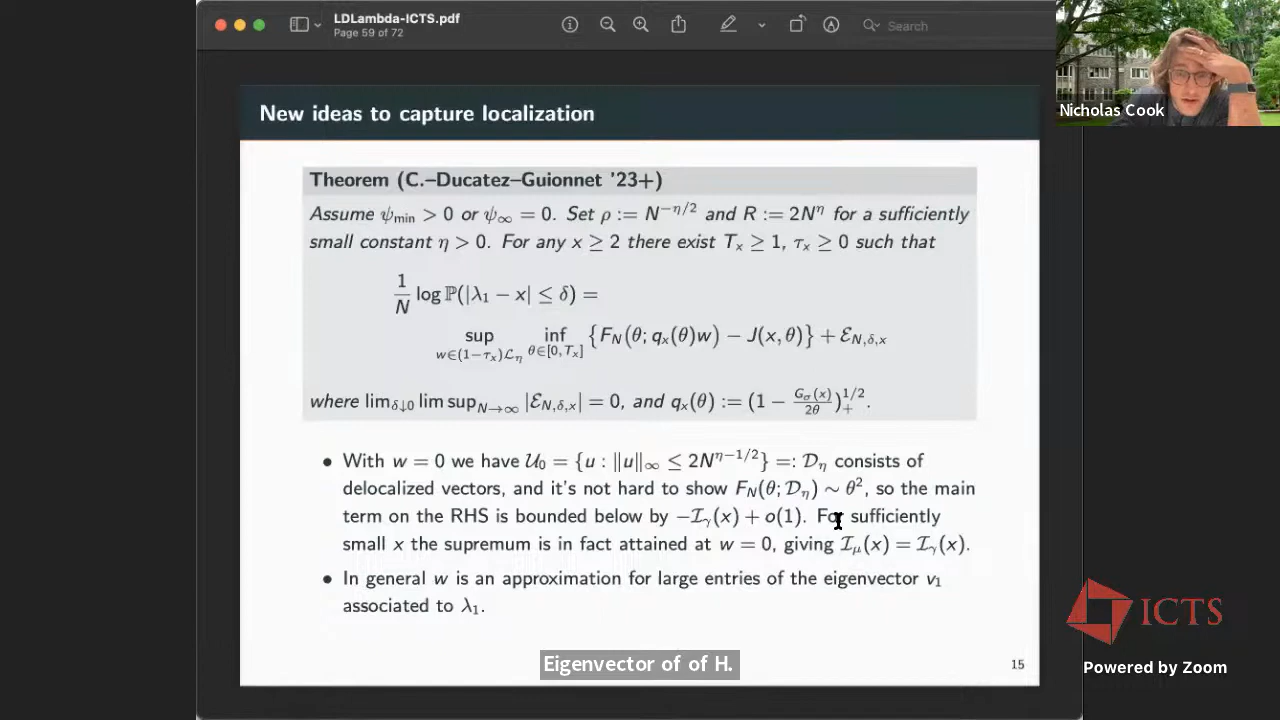 LDLambda-ICTS.pdf
Page 59 of 72
Search
Nicholas Cook
New ideas to capture localization
Theorem (C.–Ducatez–Guionnet '23+)
Assume ψ_min > 0 or ψ_∞ = 0. Set ρ := N^{−η/2} and R := 2N^η for a sufficiently
small constant η > 0. For any x ≥ 2 there exist T_x ≥ 1, τ_x ≥ 0 such that
1/N log ℙ(|λ_1 − x| ≤ δ) =
sup_{w∈(1−τ_x)𝓛_η} inf_{θ∈[0,T_x]} {F_N(θ; q_x(θ)w) − J(x, θ)} + 𝓔_{N,δ,x}
where lim_{δ↓0} lim sup_{N→∞} |𝓔_{N,δ,x}| = 0, and q_x(θ) := (1 − G_σ(x)/2θ)_+^{1/2}.
• With w = 0 we have 𝒰_0 = {u : ‖u‖_∞ ≤ 2N^{η−1/2}} =: 𝒟_η consists of
delocalized vectors, and it's not hard to show F_N(θ; 𝒟_η) ∼ θ^2, so the main
term on the RHS is bounded below by −𝓘_γ(x) + o(1). For sufficiently
small x the supremum is in fact attained at w = 0, giving 𝓘_μ(x) = 𝓘_γ(x).
• In general w is an approximation for large entries of the eigenvector v_1
associated to λ_1.
15
Eigenvector of of H.
ICTS
Powered by Zoom